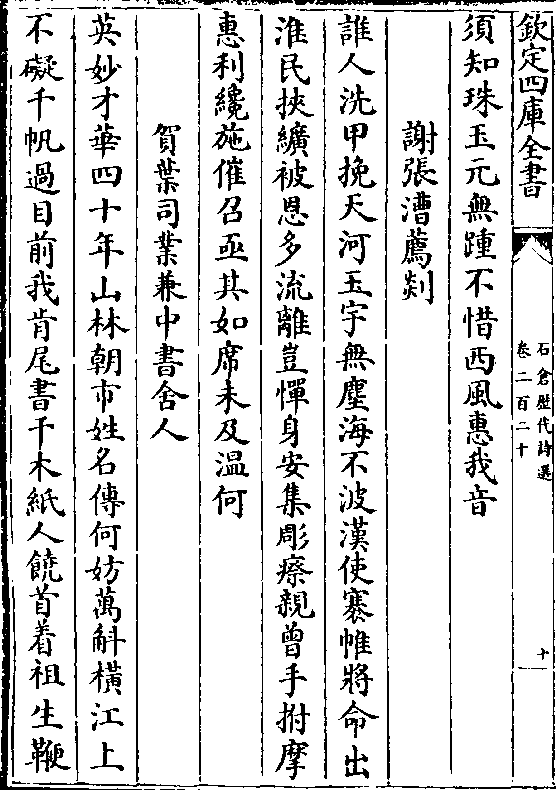 欽定四庫全書
石倉歴代詩選
卷二百二十
十
須知珠玉元無踵不惜西風惠我音
謝張漕薦剡
誰人洗甲挽天河玉宇無塵海不波漢使褰帷將命出
淮民挾纊被恩多流離豈憚身安集彫瘵親曾手拊摩
惠利纔施催召亟其如席未及温何
賀葉司業兼中書舍人
英妙才華四十年山林朝市姓名傳何妨萬斛橫江上
不礙千帆過目前我肯尾書干木紙人饒首着祖生鞭